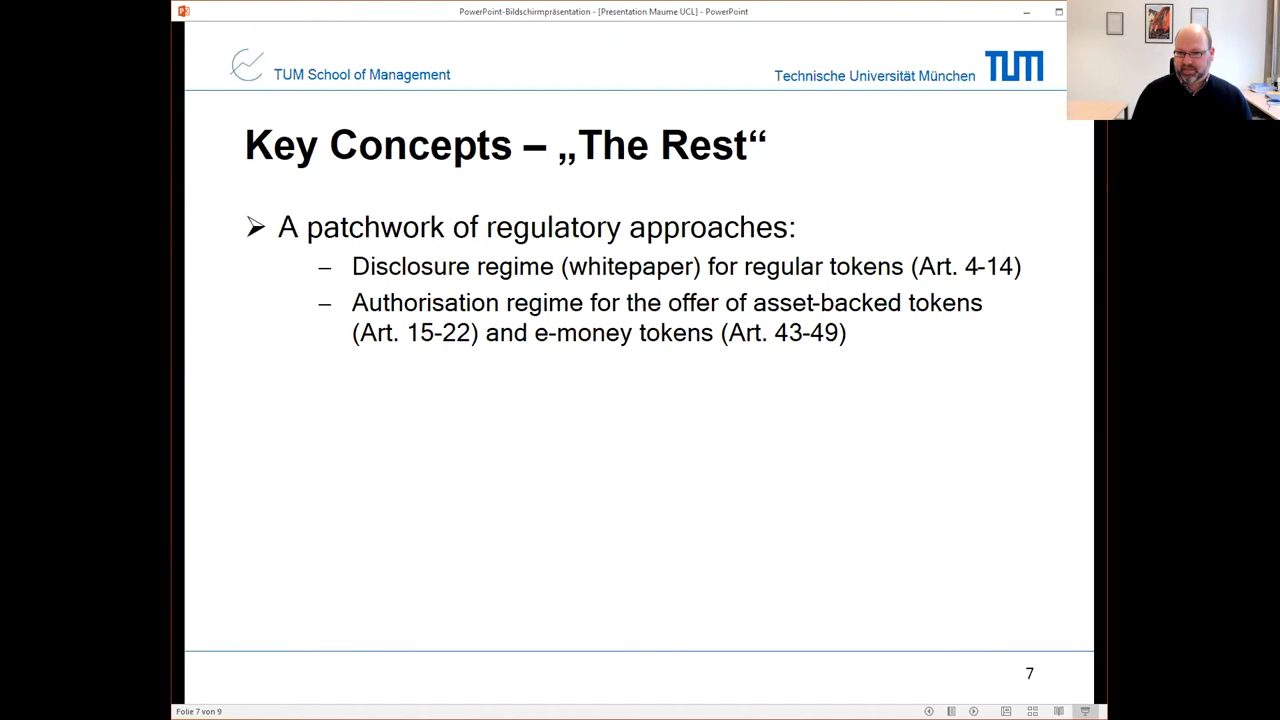 PowerPoint-Bildschirmpräsentation - [Presentation Maume UCL] - PowerPoint
TUM School of Management
Technische Universität München
TUM
Key Concepts – „The Rest“
A patchwork of regulatory approaches:
– Disclosure regime (whitepaper) for regular tokens (Art. 4-14)
– Authorisation regime for the offer of asset-backed tokens
(Art. 15-22) and e-money tokens (Art. 43-49)
7
Folie 7 von 9